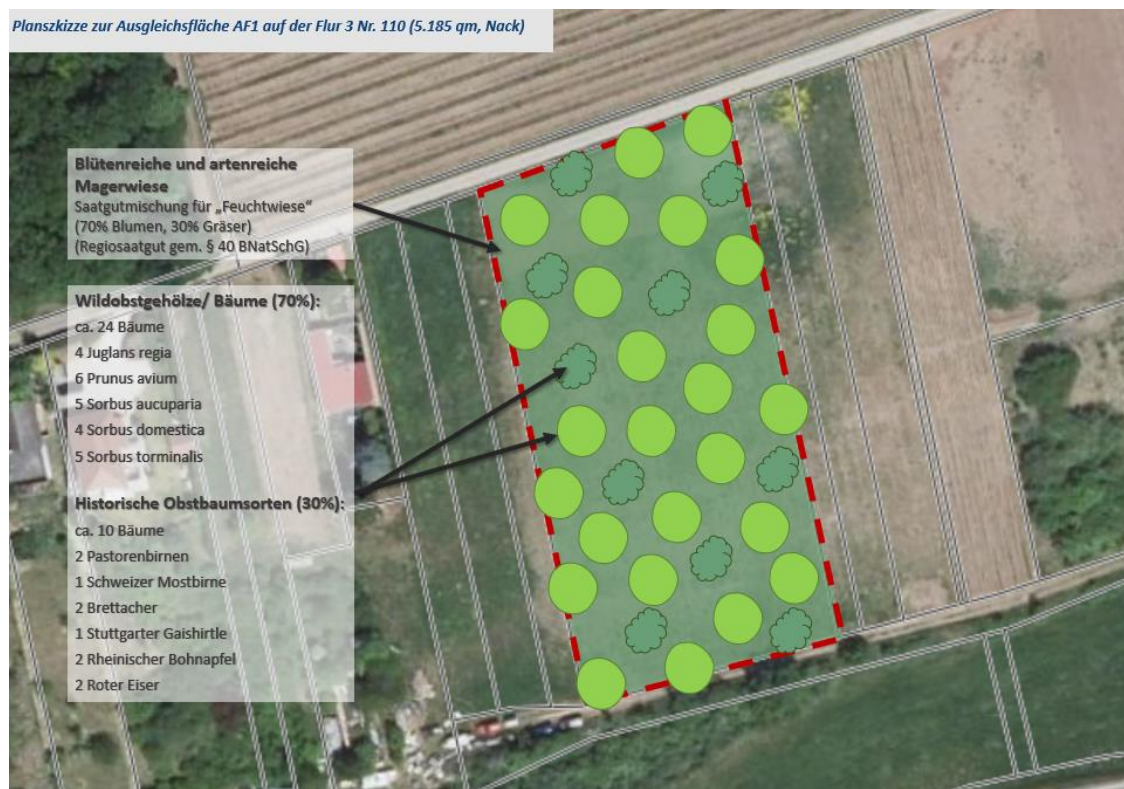 Planszkizze zur Ausgleichsfläche AF1 auf der Flur 3 Nr. 110 (5.185 qm, Nack)
Blütenreiche und artenreiche
Magerwiese
Saatgutmischung für „Feuchtwiese“
(70% Blumen, 30% Gräser)
(Regiosaatgut gem. § 40 BNatSchG)
Wildobstgehölze/ Bäume (70%):
ca. 24 Bäume
4 Juglans regia
6 Prunus avium
5 Sorbus aucuparia
4 Sorbus domestica
5 Sorbus torminalis
Historische Obstbaumsorten (30%):
ca. 10 Bäume
2 Pastorenbirnen
1 Schweizer Mostbirne
2 Brettacher
1 Stuttgarter Gaishirtle
2 Rheinischer Bohnapfel
2 Roter Eiser